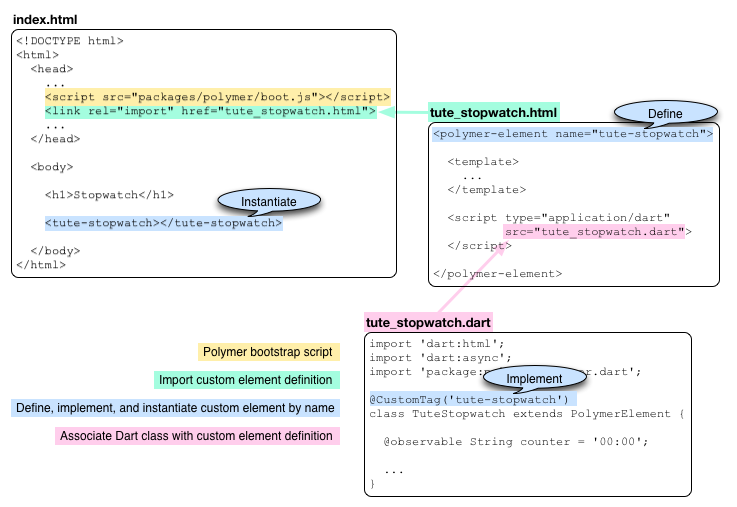 index.html
<!DOCTYPE html>
<html>
<head>
...
<script src="packages/polymer/boot.js"></script>
<link rel="import" href="tute_stopwatch.html">
...
</head>
<body>
<h1>Stopwatch</h1>
Instantiate
<tute-stopwatch></tute-stopwatch>
</body>
</html>
tute_stopwatch.html
Define
<polymer-element name="tute-stopwatch">
<template>
...
</template>
<script type="application/dart"
src="tute_stopwatch.dart">
</script>
</polymer-element>
tute_stopwatch.dart
import 'dart:html';
import 'dart:async';
import 'package:
Implement
@CustomTag('tute-stopwatch')
class TuteStopwatch extends PolymerElement {
@observable String counter = '00:00';
...
}
Polymer bootstrap script
Import custom element definition
Define, implement, and instantiate custom element by name
Associate Dart class with custom element definition